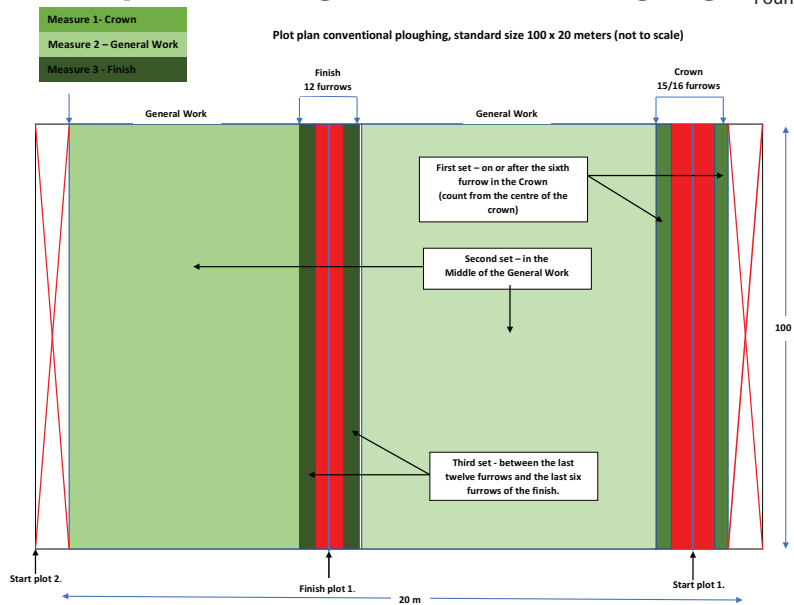 Measure 1- Crown
Measure 2 – General Work
Measure 3 - Finish
Plot plan conventional ploughing, standard size 100 x 20 meters (not to scale)
Finish
12 furrows
Crown
15/16 furrows
General Work
General Work
First set – on or after the sixth
furrow in the Crown
(count from the centre of the
crown)
Second set – in the
Middle of the General Work
100
Third set - between the last
twelve furrows and the last six
furrows of the finish.
Start plot 2.
Finish plot 1.
Start plot 1.
20 m